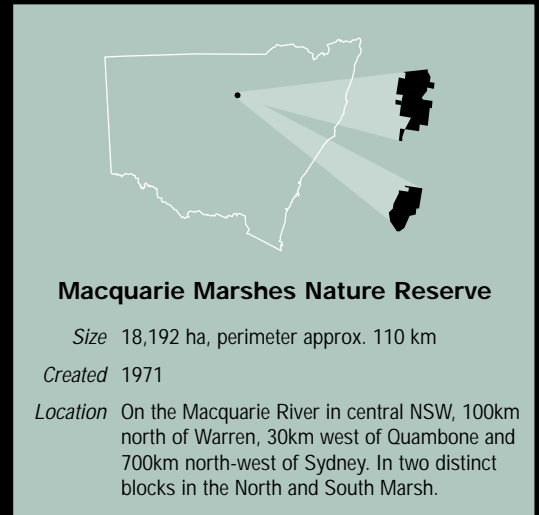 Macquarie Marshes Nature Reserve
Size 18,192 ha, perimeter approx. 110 km
Created 1971
Location On the Macquarie River in central NSW, 100km
north of Warren, 30km west of Quambone and
700km north-west of Sydney. In two distinct
blocks in the North and South Marsh.